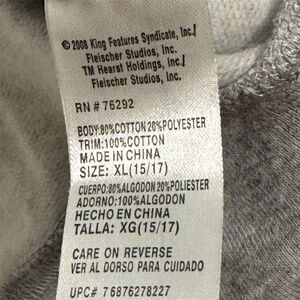 © 2008 King Features Syndicate, Inc./
Fleischer Studios, Inc.
TM Hearst Holdings, Inc./
Fleischer Studios, Inc.
RN # 76292
BODY:80%COTTON 20%POLYESTER
TRIM:100%COTTON
MADE IN CHINA
SIZE: XL(15/17)
CUERPO:80%ALGODON 20%POLIESTER
ADORNO:100%ALGODON
HECHO EN CHINA
TALLA: XG(15/17)
CARE ON REVERSE
VER AL DORSO PARA CUIDADO
UPC# 76876278227